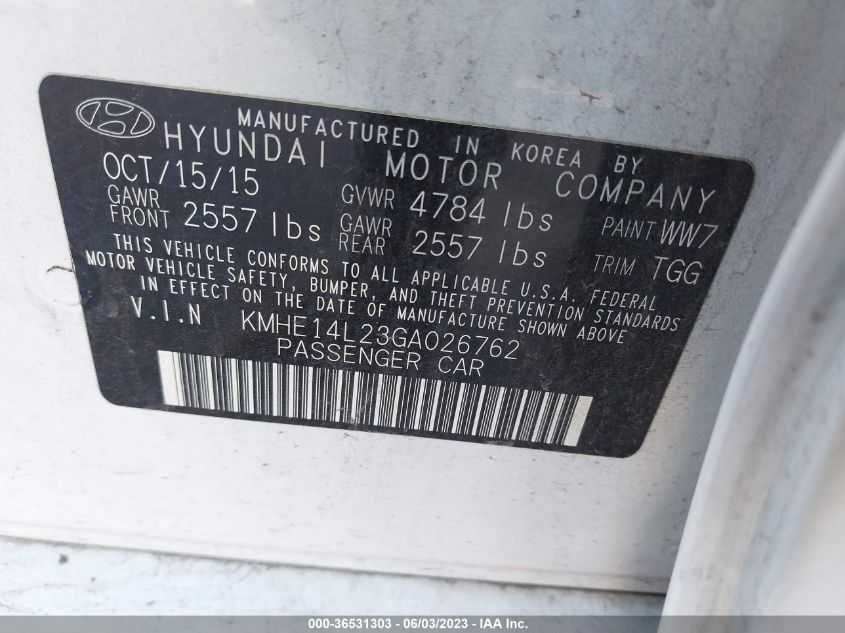 MANUFACTURED IN KOREA BY
HYUNDAI MOTOR COMPANY
OCT/15/15 GVWR 4784 lbs PAINT WW7
GAWR FRONT 2557 lbs GAWR REAR 2557 lbs TRIM TGG
THIS VEHICLE CONFORMS TO ALL APPLICABLE U.S.A. FEDERAL
MOTOR VEHICLE SAFETY, BUMPER, AND THEFT PREVENTION STANDARDS
IN EFFECT ON THE DATE OF MANUFACTURE SHOWN ABOVE
V.I.N KMHE14L23GA026762
PASSENGER CAR
000-36531303 - 06/03/2023 - IAA Inc.